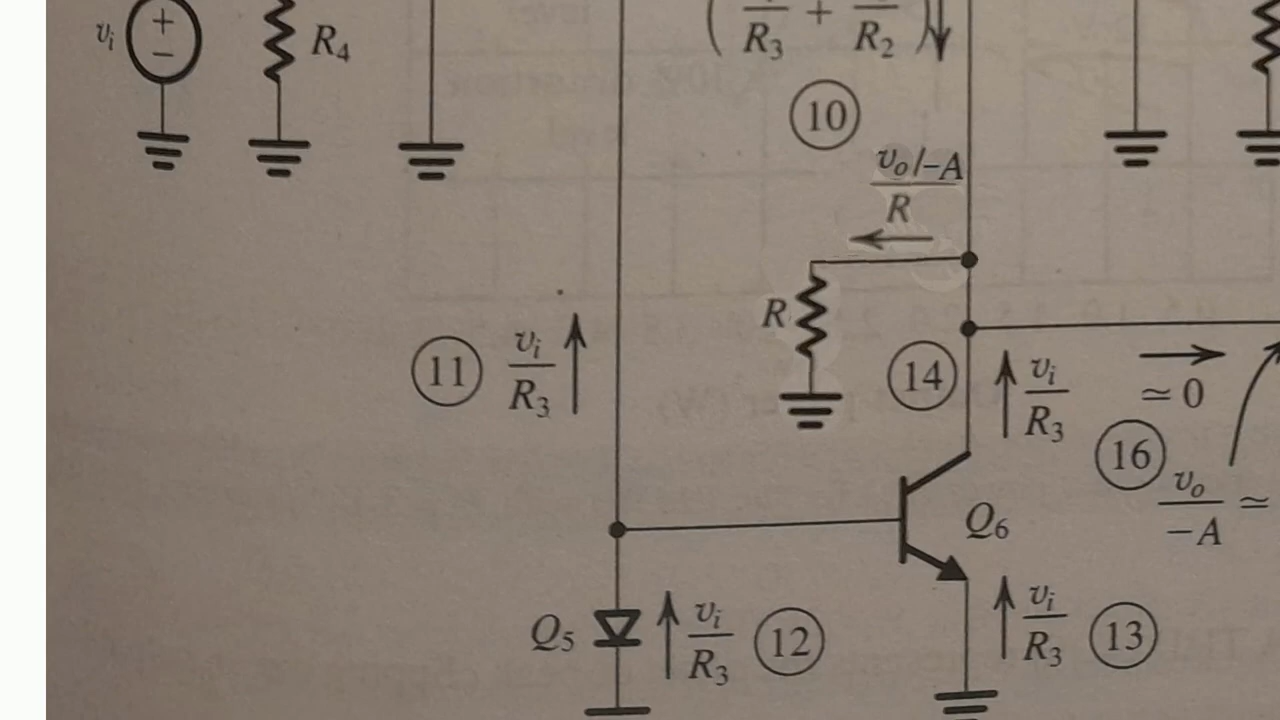 v_i
+
−
R_4
R_3 + R_2
10
v_o/−A
R
R
11
v_i
R_3
14
v_i
R_3
≃ 0
16
v_o
−A
≃
Q_6
Q_5
v_i
R_3
12
v_i
R_3
13